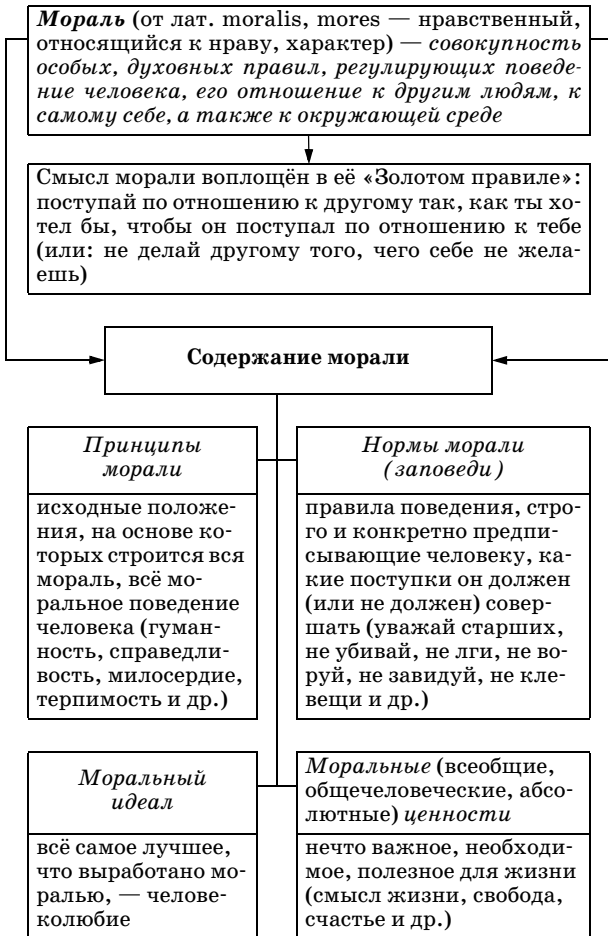 Мораль (от лат. moralis, mores — нравственный,
относящийся к нраву, характер) — совокупность
особых, духовных правил, регулирующих поведе-
ние человека, его отношение к другим людям, к
самому себе, а также к окружающей среде
Смысл морали воплощён в её «Золотом правиле»:
поступай по отношению к другому так, как ты хо-
тел бы, чтобы он поступал по отношению к тебе
(или: не делай другому того, чего себе не жела-
ешь)
Содержание морали
Принципы
морали
исходные положе-
ния, на основе ко-
торых строится вся
мораль, всё мо-
ральное поведение
человека (гуман-
ность, справедли-
вость, милосердие,
терпимость и др.)
Нормы морали
(заповеди)
правила поведения, стро-
го и конкретно предпи-
сывающие человеку, ка-
кие поступки он должен
(или не должен) совер-
шать (уважай старших,
не убивай, не лги, не во-
руй, не завидуй, не кле-
вещи и др.)
Моральный
идеал
всё самое лучшее,
что выработано мо-
ралью, — челове-
колюбие
Моральные (всеобщие,
общечеловеческие, абсо-
лютные) ценности
нечто важное, необходи-
мое, полезное для жизни
(смысл жизни, свобода,
счастье и др.)